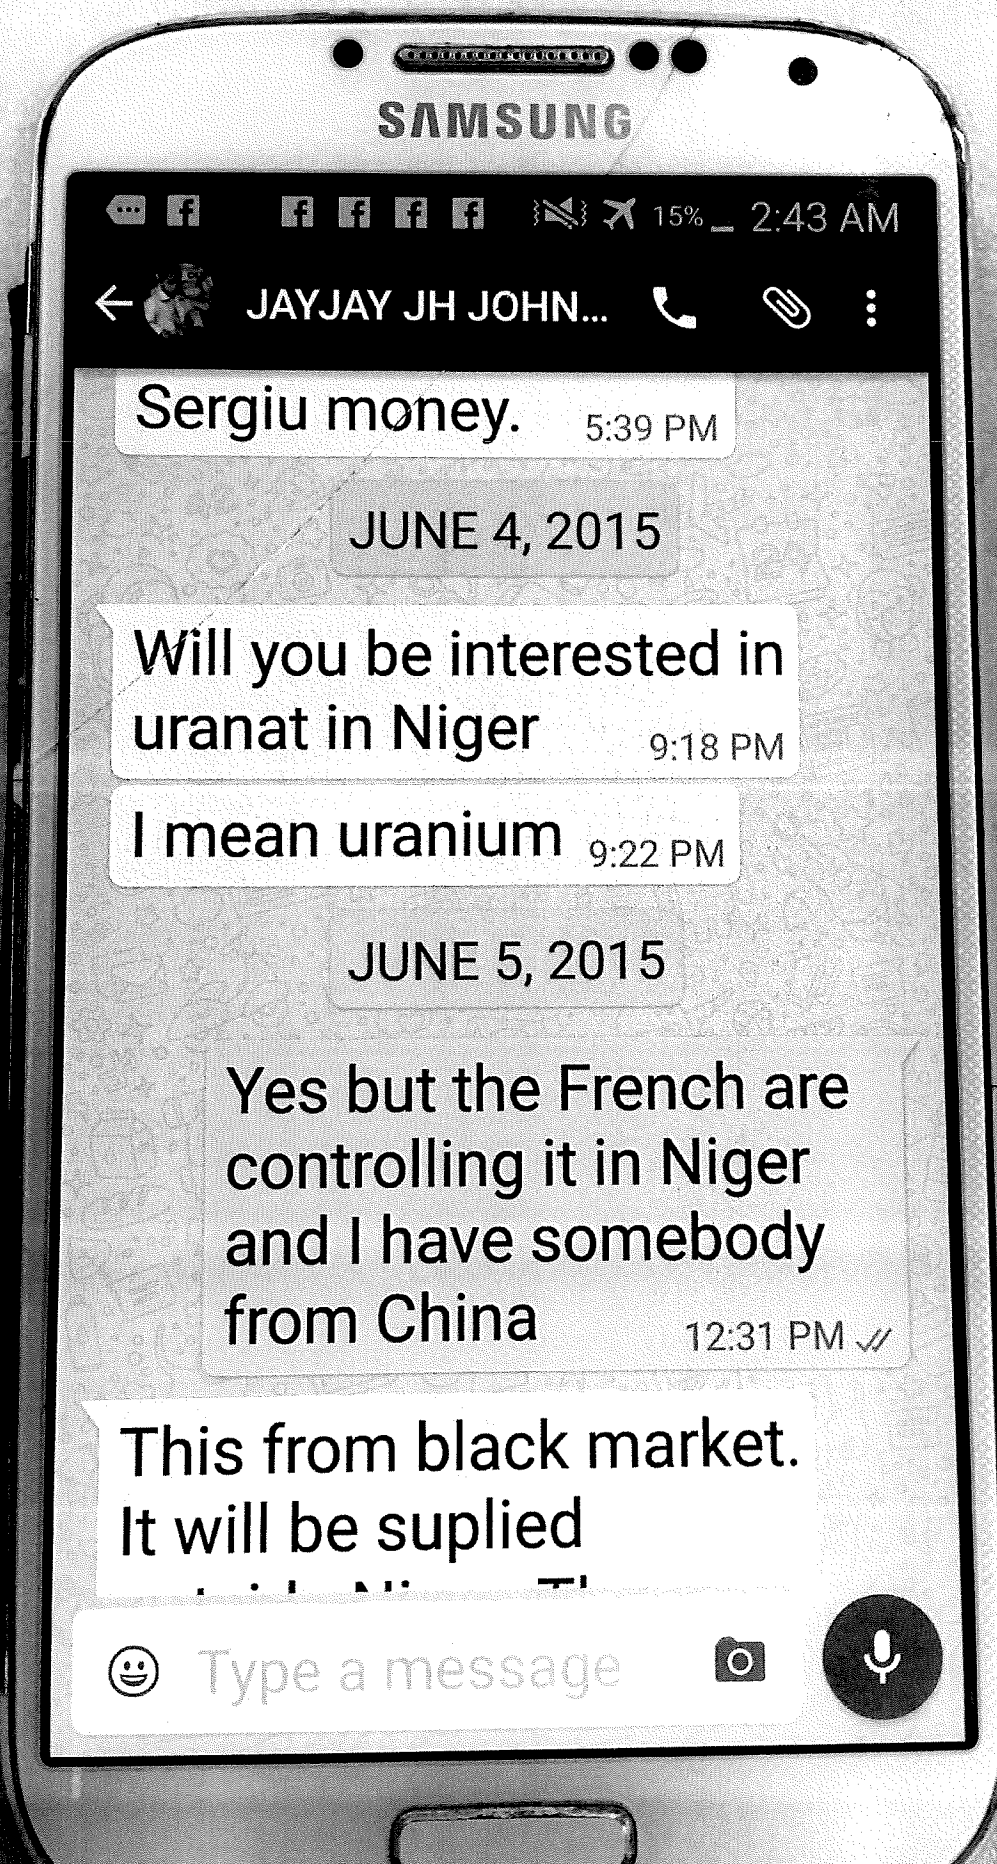 SAMSUNG
15% 2:43 AM
JAYJAY JH JOHN...
Sergiu money. 5:39 PM
JUNE 4, 2015
Will you be interested in
uranat in Niger 9:18 PM
I mean uranium 9:22 PM
JUNE 5, 2015
Yes but the French are
controlling it in Niger
and I have somebody
from China 12:31 PM
This from black market.
It will be suplied
Type a message